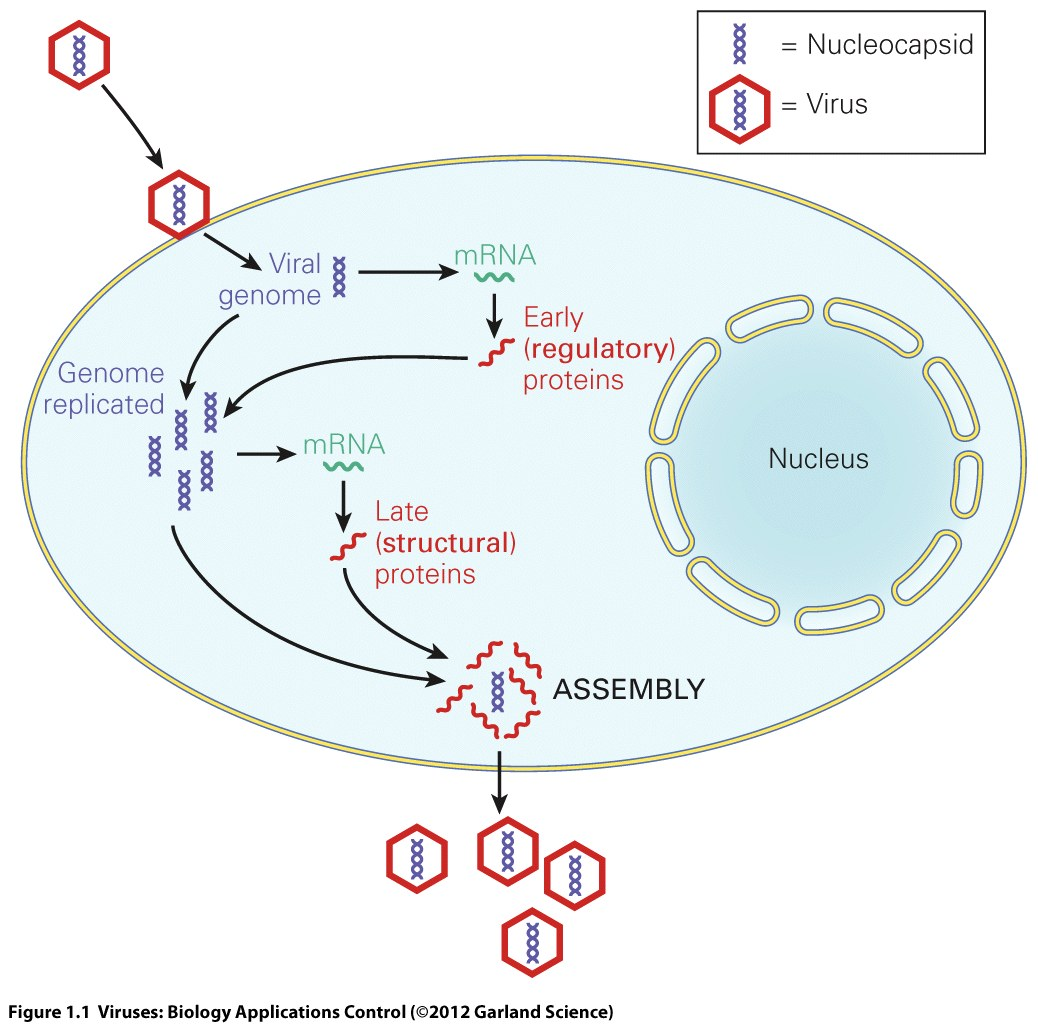 = Nucleocapsid
= Virus
Viral
genome
mRNA
Early
(regulatory)
proteins
Genome
replicated
mRNA
Late
(structural)
proteins
Nucleus
ASSEMBLY
Figure 1.1 Viruses: Biology Applications Control (©2012 Garland Science)